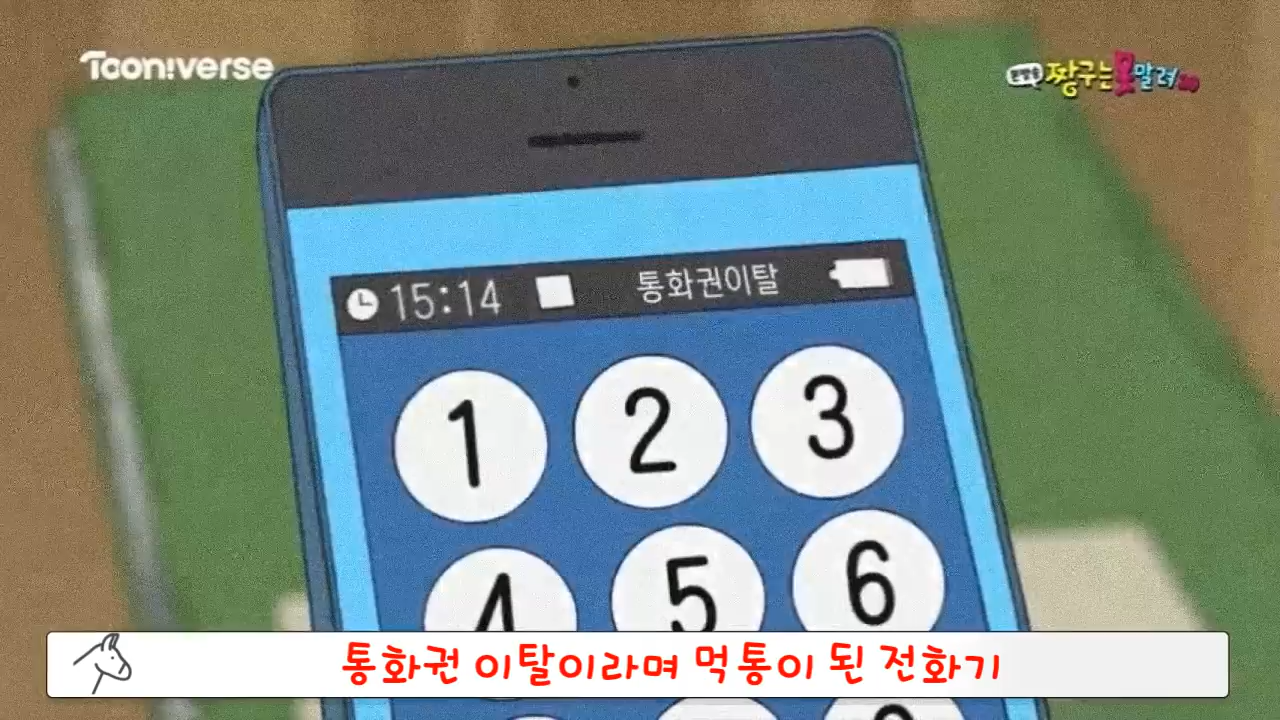 Tooniverse
짱구는 못말려
15:14 통화권이탈
1 2 3
4 5 6
통화권 이탈이라며 먹통이 된 전화기